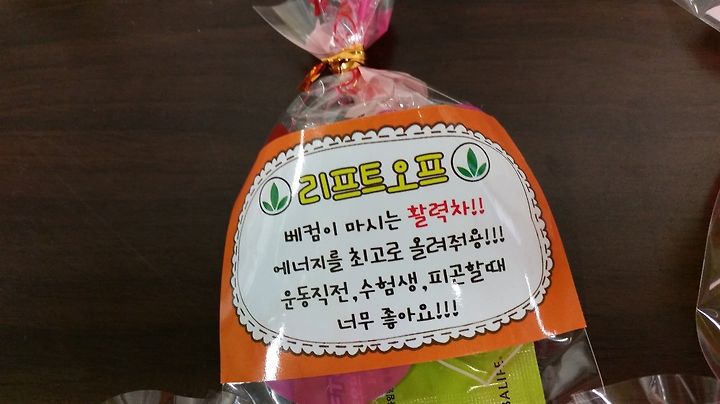 리프트오프
베컴이 마시는 활력차!!
에너지를 최고로 올려줘용!!!
운동직전,수험생,피곤할때
너무 좋아요!!!
BALIFE